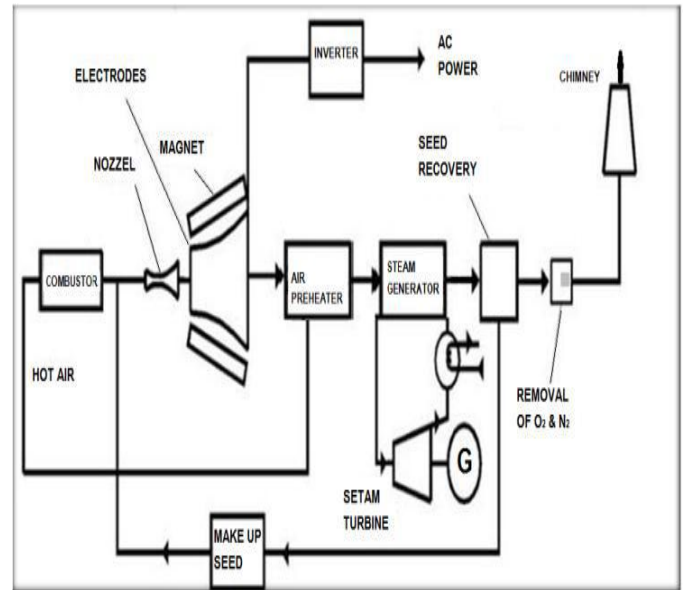 INVERTER
AC
POWER
ELECTRODES
CHIMNEY
MAGNET
SEED
RECOVERY
NOZZEL
COMBUSTOR
AIR
PREHEATER
STEAM
GENERATOR
HOT AIR
REMOVAL
OF O₂ & N₂
G
SETAM
TURBINE
MAKE UP
SEED